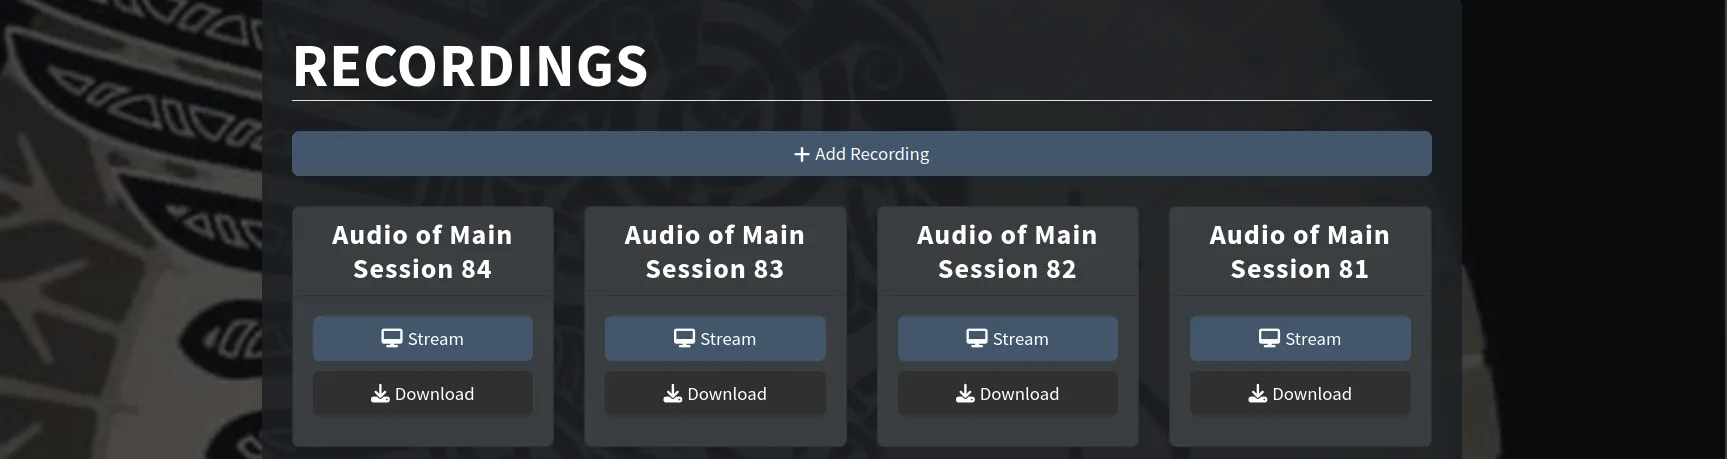 RECORDINGS
Add Recording
Audio of Main
Session 84
Stream
Download
Audio of Main
Session 83
Stream
Download
Audio of Main
Session 82
Stream
Download
Audio of Main
Session 81
Stream
Download